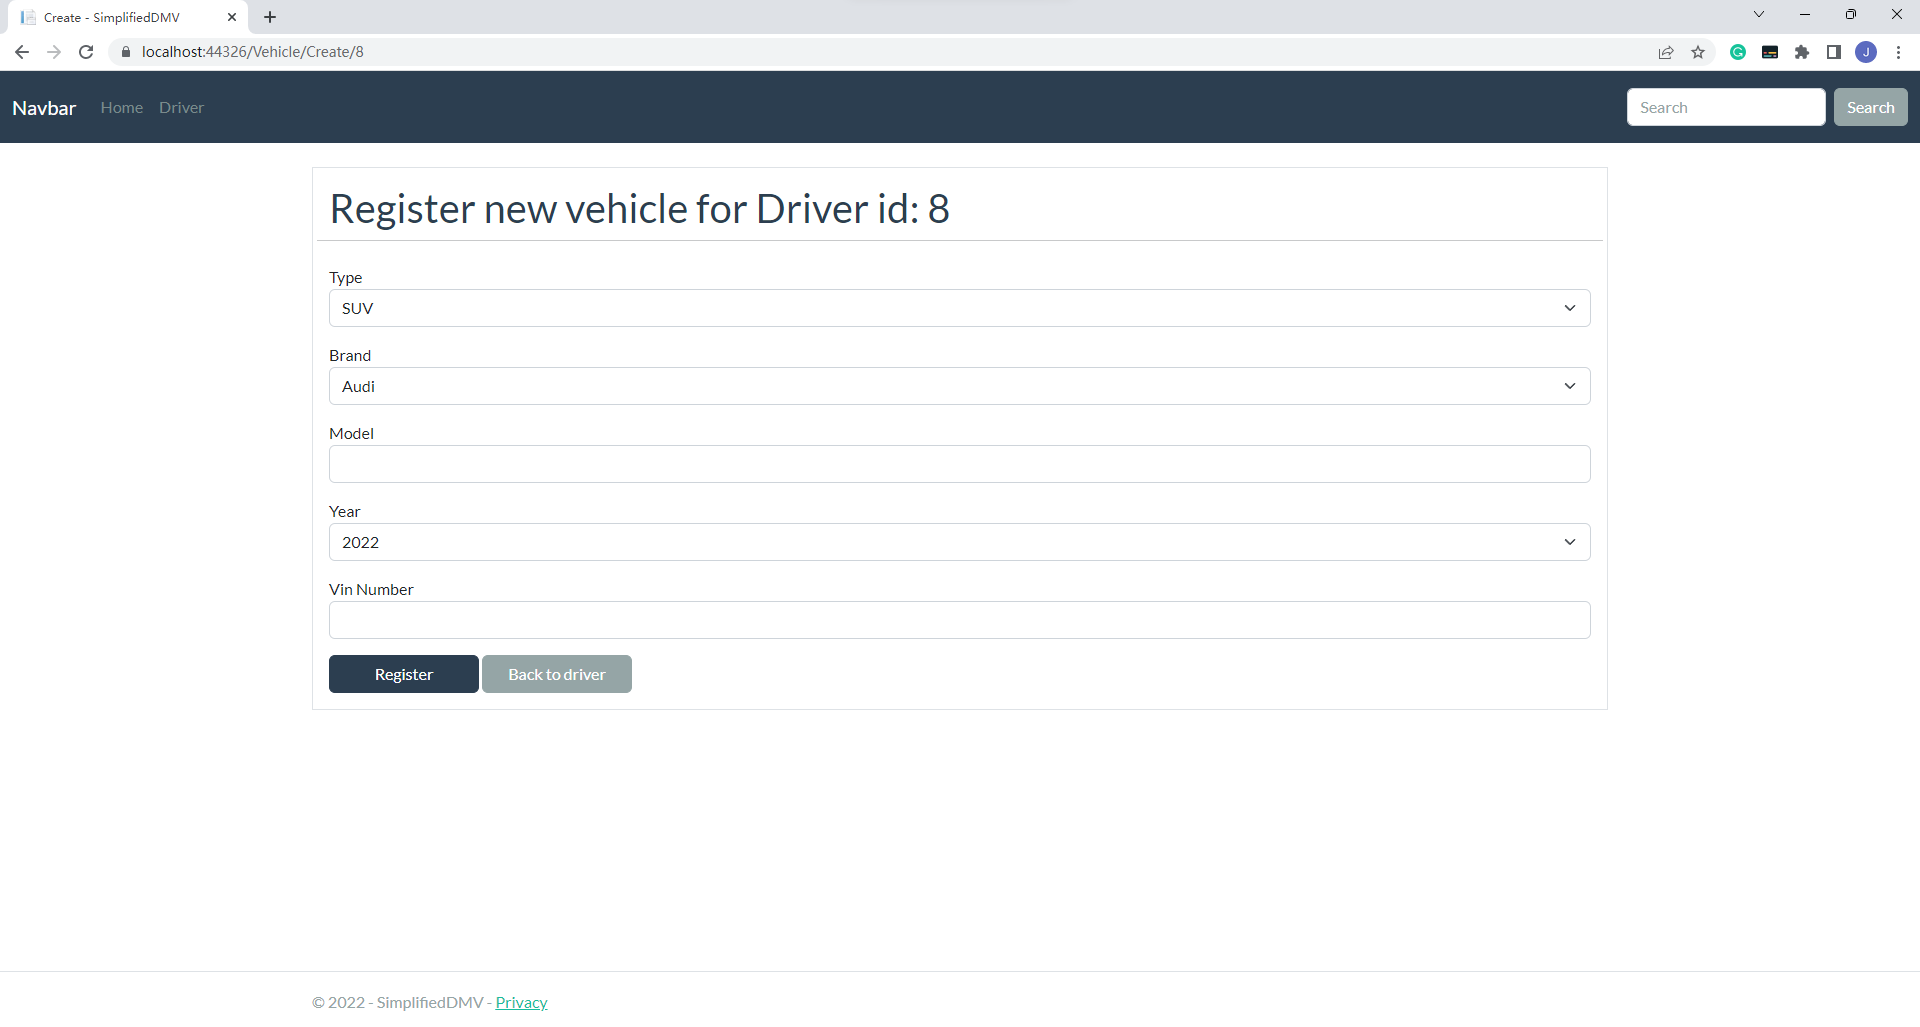 Create - SimplifiedDMV
localhost:44326/Vehicle/Create/8
J
Navbar Home Driver Search Search
Register new vehicle for Driver id: 8
Type
SUV
Brand
Audi
Model
Year
2022
Vin Number
Register Back to driver
© 2022 - SimplifiedDMV - Privacy